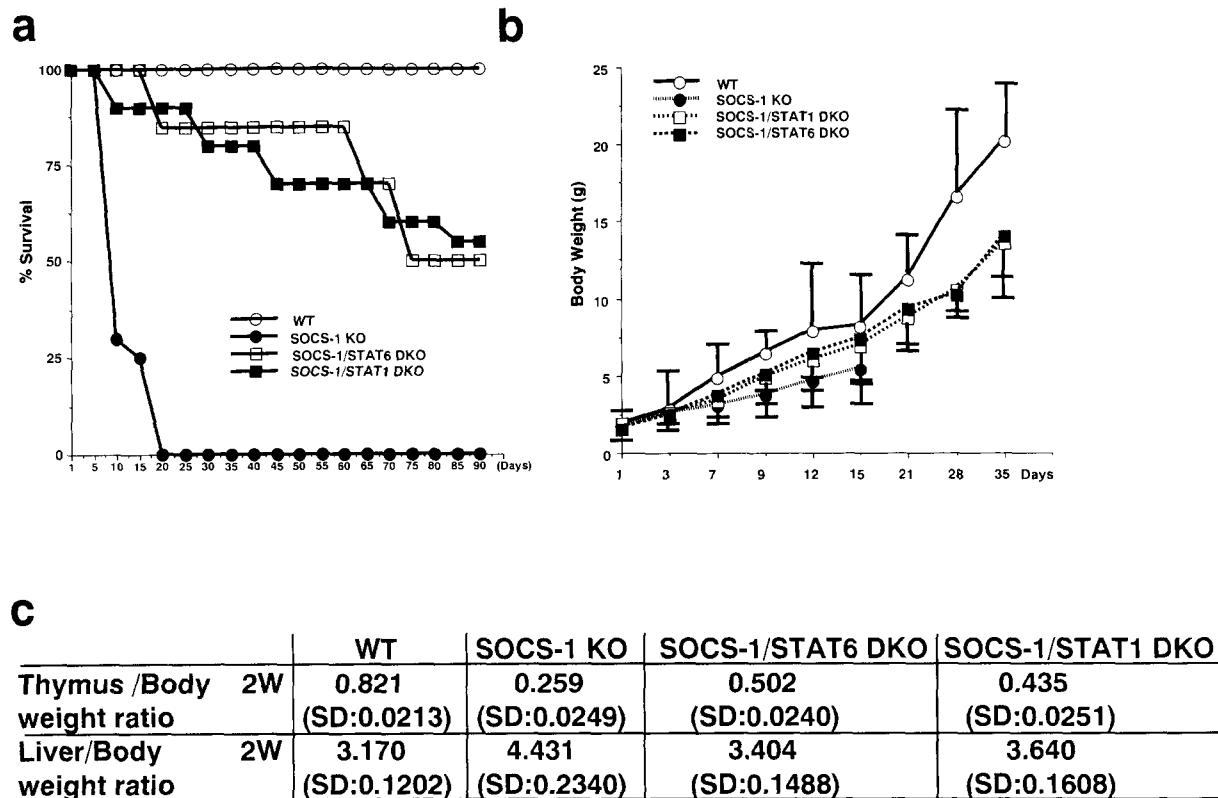 a
100
75
50
25
0
% Survival
WT
SOCS-1 KO
SOCS-1/STAT6 DKO
SOCS-1/STAT1 DKO
1 5 10 15 20 25 30 35 40 45 50 55 60 65 70 75 80 85 90 (Days)
b
25
20
15
10
5
0
Body Weight (g)
WT
SOCS-1 KO
SOCS-1/STAT1 DKO
SOCS-1/STAT6 DKO
1 3 7 9 12 15 21 28 35 Days
c
WT SOCS-1 KO SOCS-1/STAT6 DKO SOCS-1/STAT1 DKO
Thymus /Body 2W 0.821 0.259 0.502 0.435
weight ratio (SD:0.0213) (SD:0.0249) (SD:0.0240) (SD:0.0251)
Liver/Body 2W 3.170 4.431 3.404 3.640
weight ratio (SD:0.1202) (SD:0.2340) (SD:0.1488) (SD:0.1608)